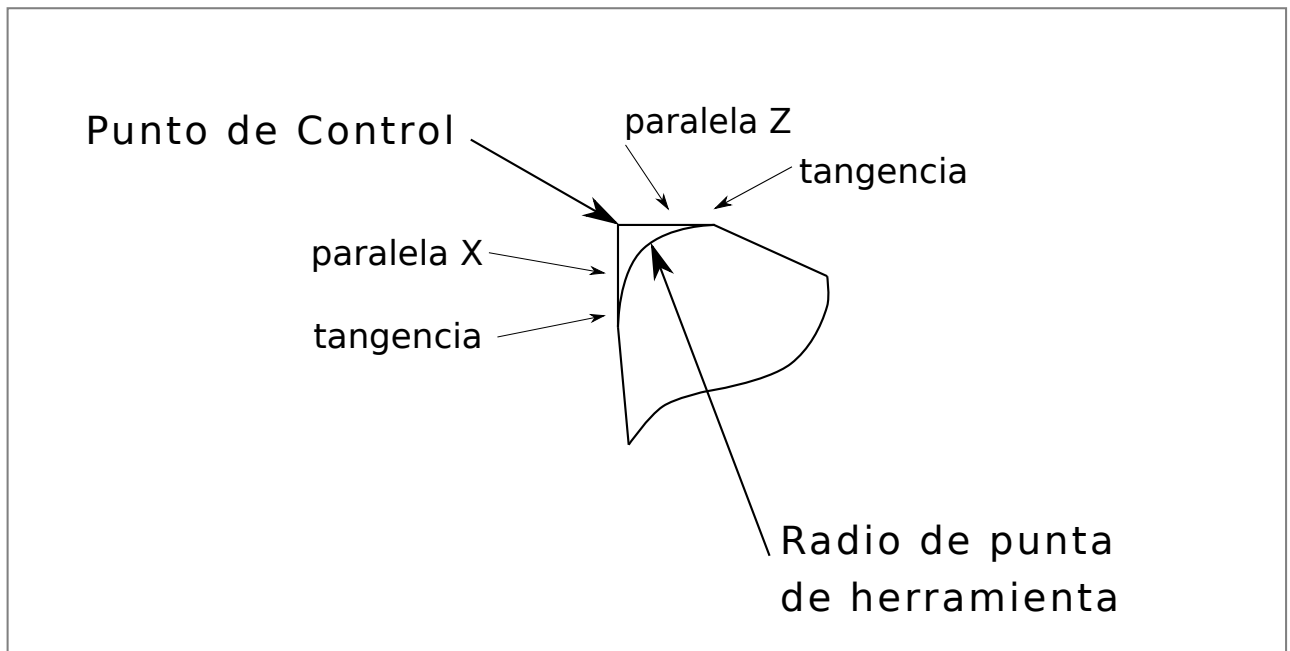 paralela Z
Punto de Control
tangencia
paralela X
tangencia
Radio de punta
de herramienta